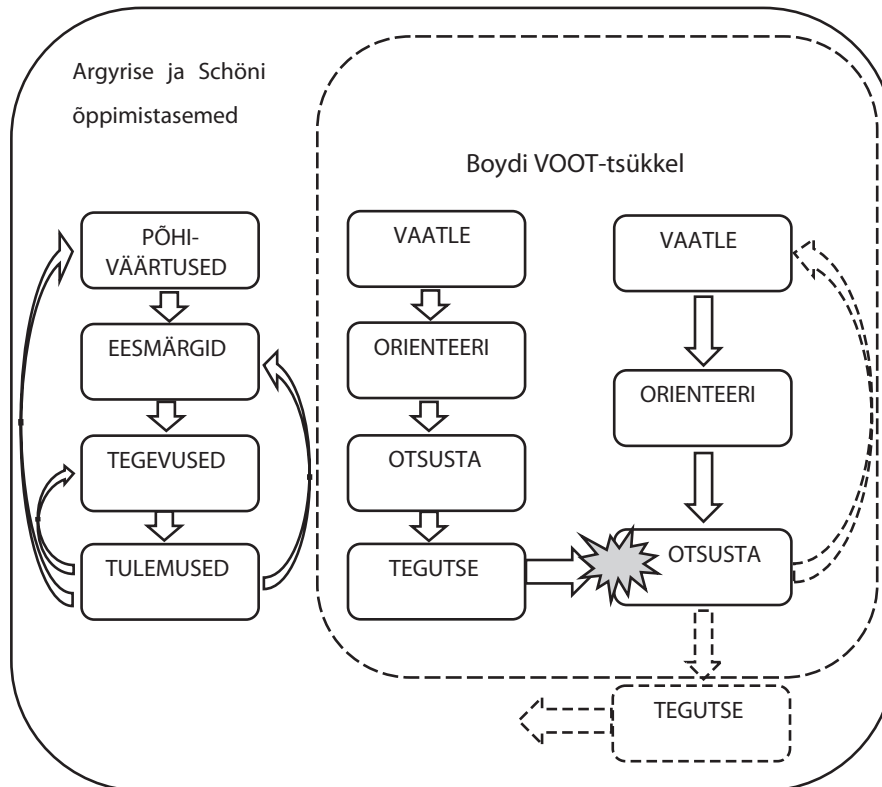 Argyrise ja Schöni
õppimistasemed
Boydi VOOT-tsükkel
PÕHI-
VÄÄRTUSED
EESMÄRGID
TEGEVUSED
TULEMUSED
VAATLE
ORIENTEERI
OTSUSTA
TEGUTSE
VAATLE
ORIENTEERI
OTSUSTA
TEGUTSE